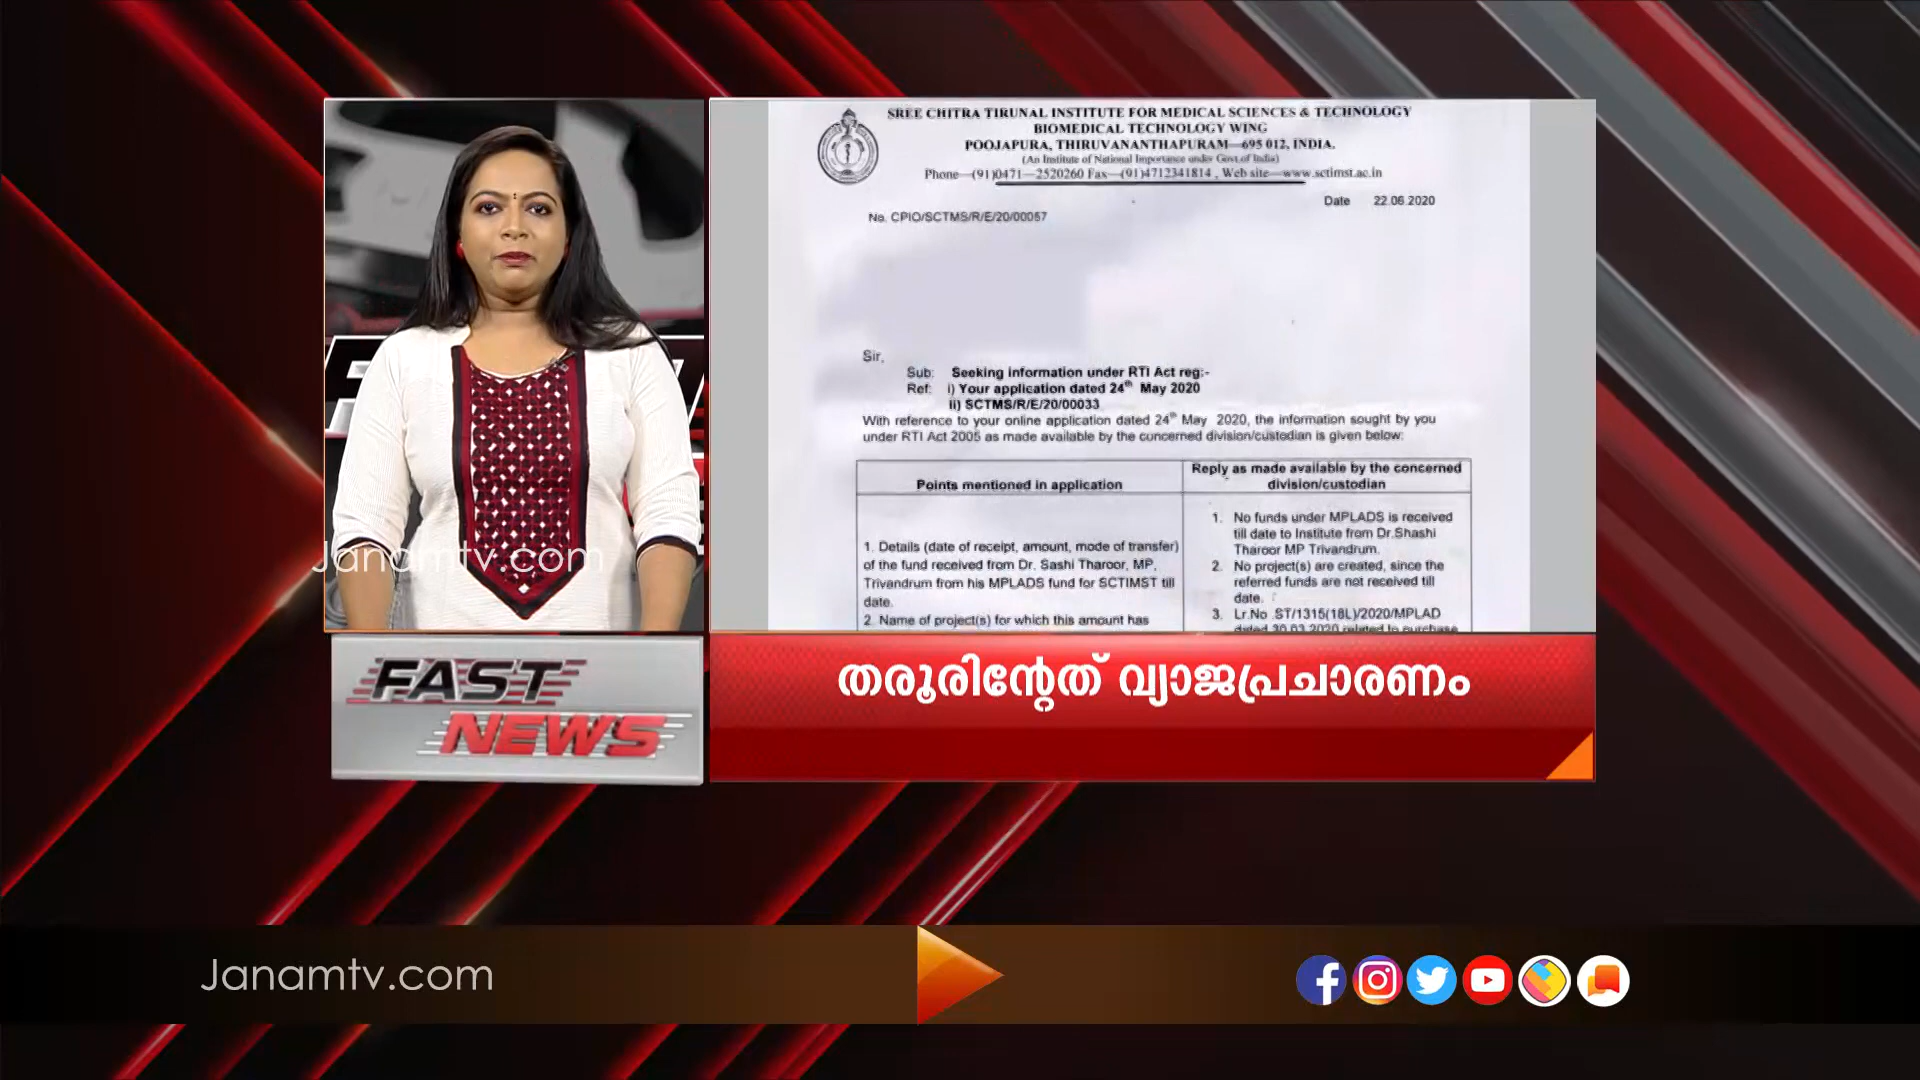 SREE CHITRA TIRUNAL INSTITUTE FOR MEDICAL SCIENCES & TECHNOLOGY
BIOMEDICAL TECHNOLOGY WING
POOJAPURA, THIRUVANANTHAPURAM—695 012, INDIA.
(An Institute of National Importance under Govt.of India)
Phone—(91)0471—2520260 Fax—(91)4712341814 , Web site—www.sctimst.ac.in
Date 22.06.2020
No. CPIO/SCTMS/R/E/20/00057
Sir,
Sub: Seeking information under RTI Act reg:-
Ref: i) Your application dated 24th May 2020
ii) SCTMS/R/E/20/00033
With reference to your online application dated 24th May 2020, the information sought by you
under RTI Act 2005 as made available by the concerned division/custodian is given below:
Points mentioned in application
Reply as made available by the concerned
division/custodian
1. Details (date of receipt, amount, mode of transfer)
of the fund received from Dr. Sashi Tharoor, MP,
Trivandrum from his MPLADS fund for SCTIMST till
date.
2. Name of project(s) for which this amount has
1. No funds under MPLADS is received
till date to Institute from Dr.Shashi
Tharoor MP Trivandrum.
2. No project(s) are created, since the
referred funds are not received till
date.
3. Lr.No .ST/1315(18L)/2020/MPLAD
dated 30.03.2020 related to purchase
Janamtv.com
FAST
NEWS
തരൂരിന്റേത് വ്യാജപ്രചാരണം
Janamtv.com